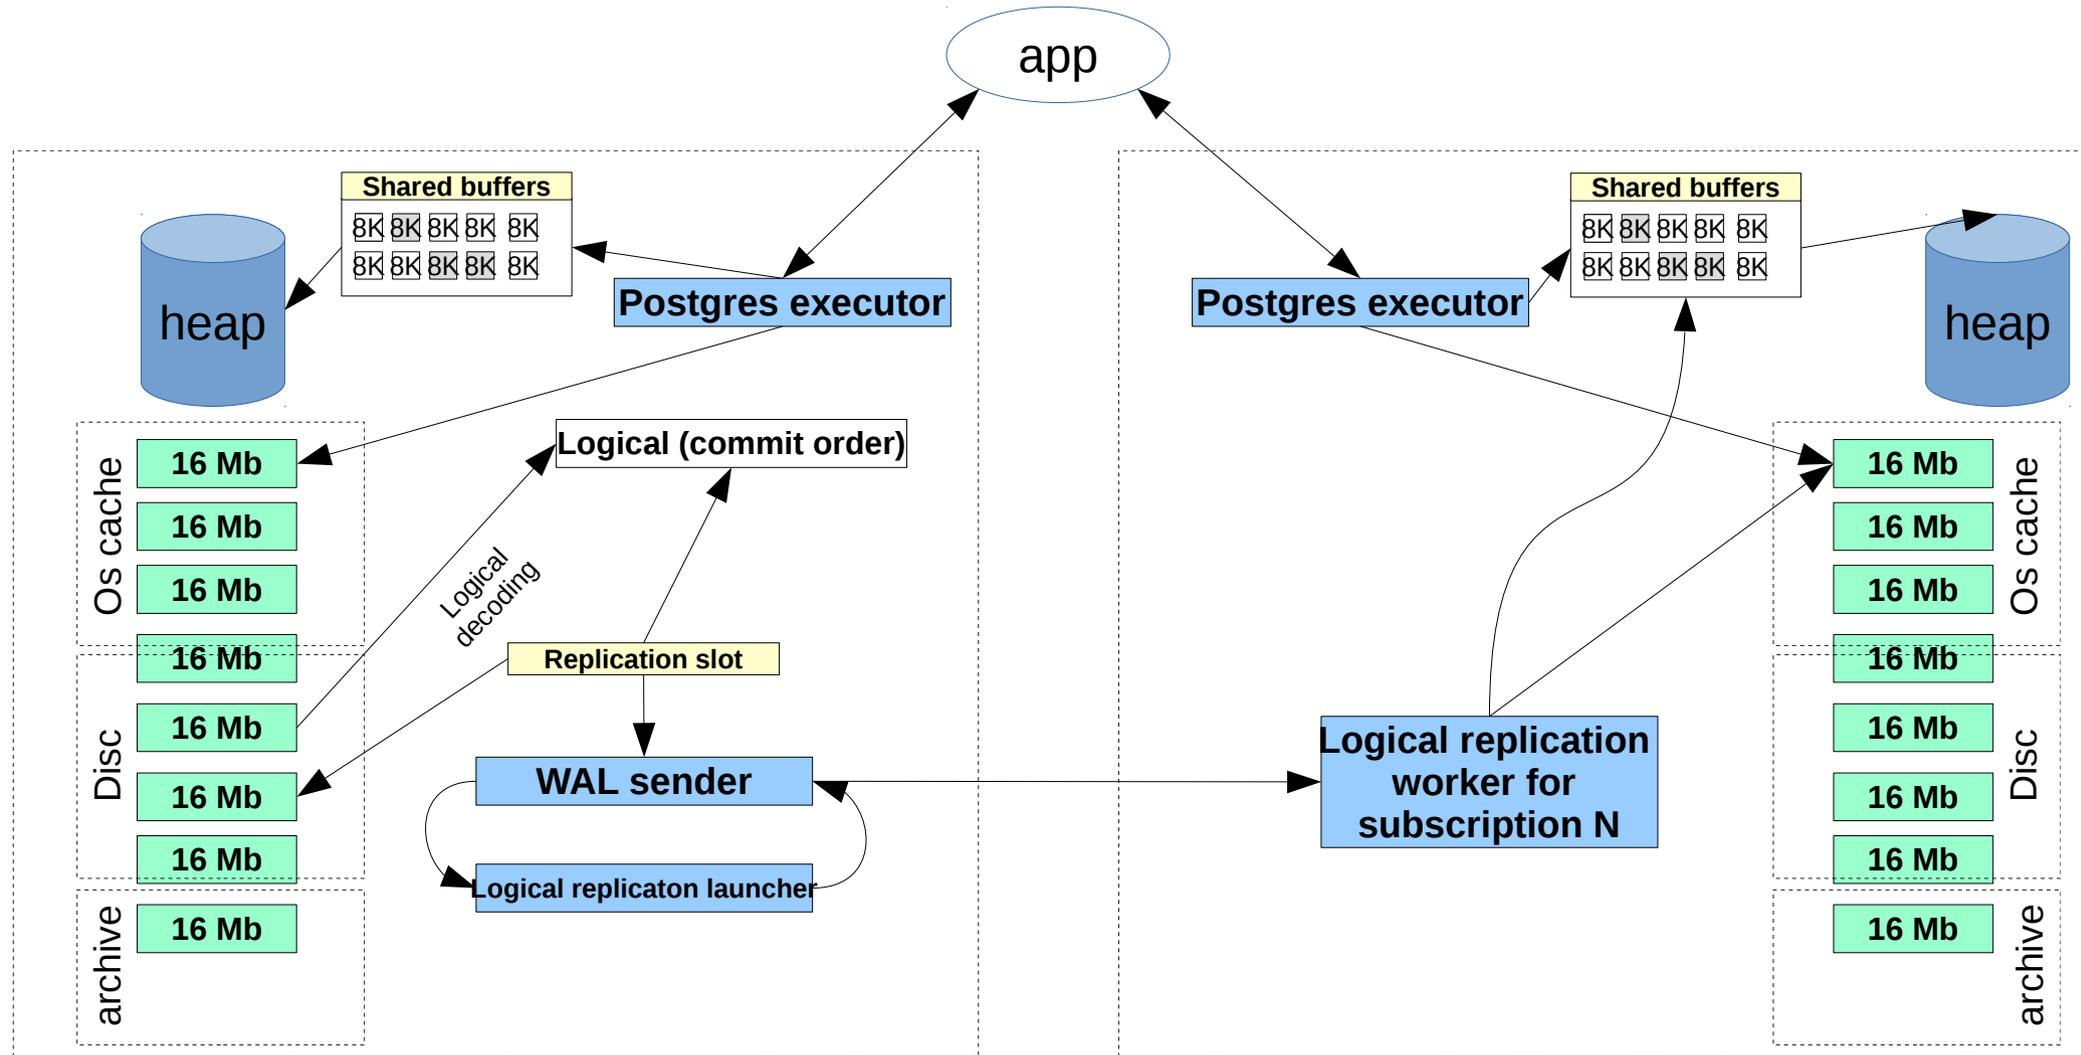 app
Shared buffers
8K 8K 8K 8K 8K
8K 8K 8K 8K 8K
heap
Postgres executor
Logical (commit order)
Os cache
16 Mb
16 Mb
16 Mb
16 Mb
Logical
decoding
Replication slot
Disc
16 Mb
16 Mb
16 Mb
WAL sender
Logical replicaton launcher
archive
16 Mb
Postgres executor
Shared buffers
8K 8K 8K 8K 8K
8K 8K 8K 8K 8K
heap
16 Mb
16 Mb
16 Mb
16 Mb
Os cache
Logical replication
worker for
subscription N
16 Mb
16 Mb
16 Mb
Disc
16 Mb
archive